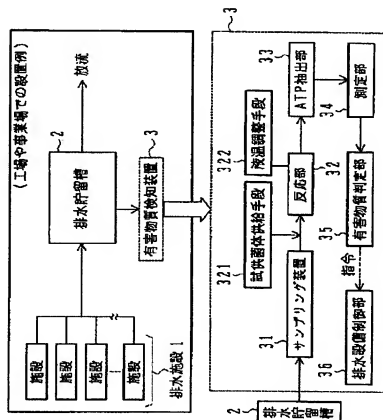 (工場や事業場での設置例)
施設
施設
施設
施設
排水施設 1
排水貯留槽
2
放流
有害物質検知装置
3
3
2
排水貯留槽
サンプリング装置
31
試供菌体供給手段
321
反応部
32
液温調整手段
322
ATP抽出部
33
測定部
34
有害物質判定部
35
指令
排水設備制御部
36